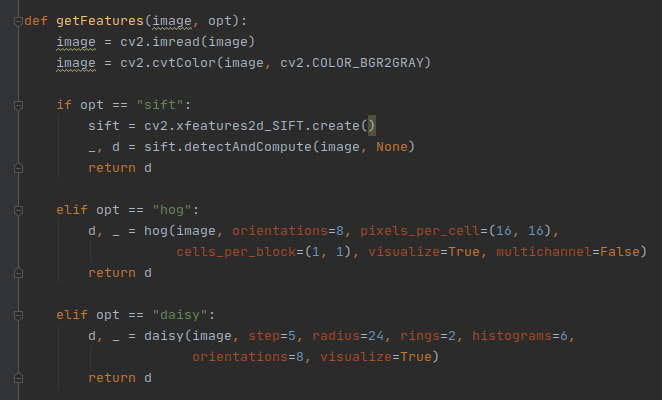 def getFeatures(image, opt):
    image = cv2.imread(image)
    image = cv2.cvtColor(image, cv2.COLOR_BGR2GRAY)
    if opt == "sift":
        sift = cv2.xfeatures2d_SIFT.create()
        _, d = sift.detectAndCompute(image, None)
        return d
    elif opt == "hog":
        d, _ = hog(image, orientations=8, pixels_per_cell=(16, 16),
                   cells_per_block=(1, 1), visualize=True, multichannel=False)
        return d
    elif opt == "daisy":
        d, _ = daisy(image, step=5, radius=24, rings=2, histograms=6,
                     orientations=8, visualize=True)
        return d